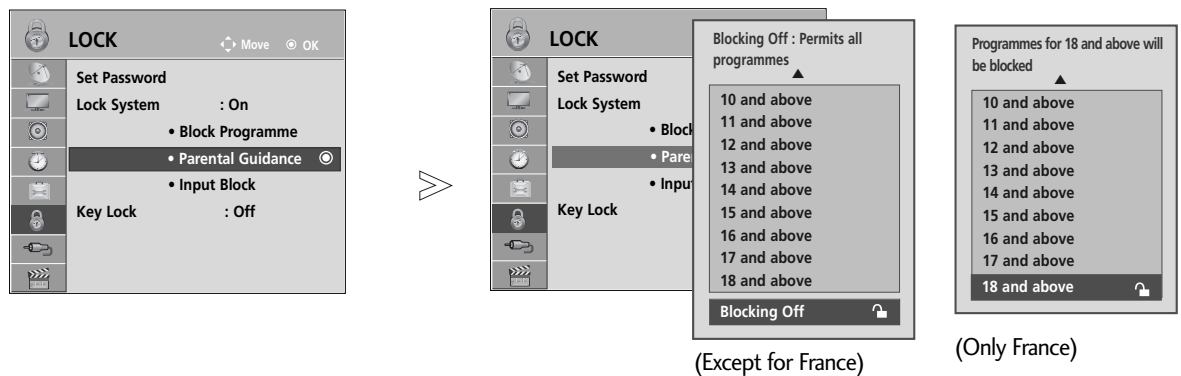 LOCK
Move OK
Set Password
Lock System : On
• Block Programme
• Parental Guidance
• Input Block
Key Lock : Off
LOCK
Set Password
Lock System
• Block
• Pare
• Inpu
Key Lock
Blocking Off : Permits all
programmes
10 and above
11 and above
12 and above
13 and above
14 and above
15 and above
16 and above
17 and above
18 and above
Blocking Off
(Except for France)
Programmes for 18 and above will
be blocked
10 and above
11 and above
12 and above
13 and above
14 and above
15 and above
16 and above
17 and above
18 and above
(Only France)